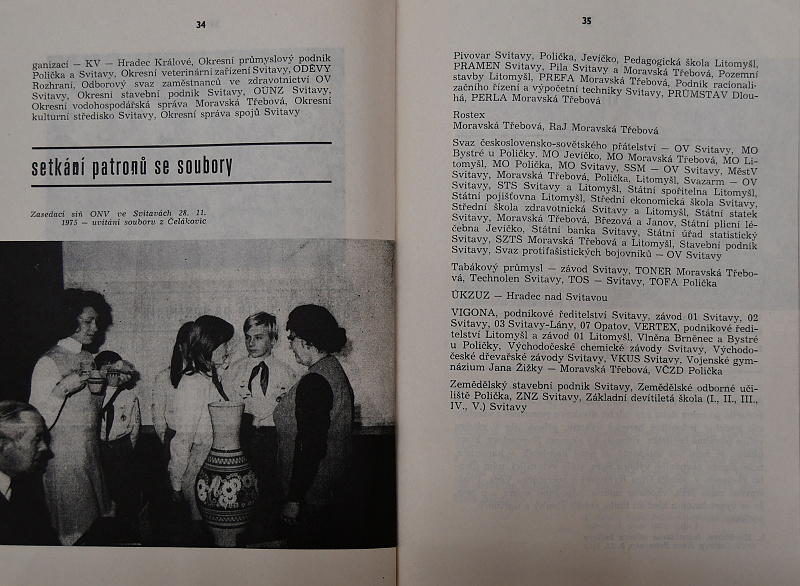 34
ganizací — KV — Hradec Králové, Okresní průmyslový podnik
Polička a Svitavy, Okresní veterinární zařízení Svitavy, ODĚVY
Rozhraní, Odborový svaz zaměstnanců ve zdravotnictví OV
Svitavy, Okresní stavební podnik Svitavy, OÚNZ Svitavy,
Okresní vodohospodářská správa Moravská Třebová, Okresní
kulturní středisko Svitavy, Okresní správa spojů Svitavy
setkání patronů se soubory
Zasedací síň ONV ve Svitavách 28. 11.
1975 — uvítání souboru z Čelákovic
35
Pivovar Svitavy, Polička, Jevíčko, Pedagogická škola Litomyšl,
PRAMEN Svitavy, Pila Svitavy a Moravská Třebová, Pozemní
stavby Litomyšl, PREFA Moravská Třebová, Podnik racionali-
začního řízení a výpočetní techniky Svitavy, PRŮMSTAV Dlou-
há, PERLA Moravská Třebová
Rostex
Moravská Třebová, RaJ Moravská Třebová
Svaz československo-sovětského přátelství — OV Svitavy, MO
Bystré u Poličky, MO Jevíčko, MO Moravská Třebová, MO Li-
tomyšl, MO Polička, MO Svitavy, SSM — OV Svitavy, MěstV
Svitavy, Moravská Třebová, Polička, Litomyšl, Svazarm — OV
Svitavy, STS Svitavy a Litomyšl, Státní spořitelna Litomyšl,
Státní pojišťovna Litomyšl, Střední ekonomická škola Svitavy,
Střední škola zdravotnická Svitavy a Litomyšl, Státní statek
Svitavy, Moravská Třebová, Březová a Janov, Státní plicní lé-
čebna Jevíčko, Státní banka Svitavy, Státní úřad statistický
Svitavy, SZTŠ Moravská Třebová a Litomyšl, Stavební podnik
Svitavy, Svaz protifašistických bojovníků — OV Svitavy
Tabákový průmysl — závod Svitavy, TONER Moravská Třebo-
vá, Technolen Svitavy, TOS — Svitavy, TOFA Polička
ÚKZUZ — Hradec nad Svitavou
VIGONA, podnikové ředitelství Svitavy, závod 01 Svitavy, 02
Svitavy, 03 Svitavy-Lány, 07 Opatov, VERTEX, podnikové ředi-
telství Litomyšl a závod 01 Litomyšl, Vlněna Brněnec a Bystré
u Poličky, Východočeské chemické závody Svitavy, Východo-
české dřevařské závody Svitavy, VKUS Svitavy, Vojenské gym-
názium Jana Žižky — Moravská Třebová, VČZD Polička
Zemědělský stavební podnik Svitavy, Zemědělské odborné uči-
liště Polička, ZNZ Svitavy, Základní devítiletá škola (I., II., III.,
IV., V.) Svitavy